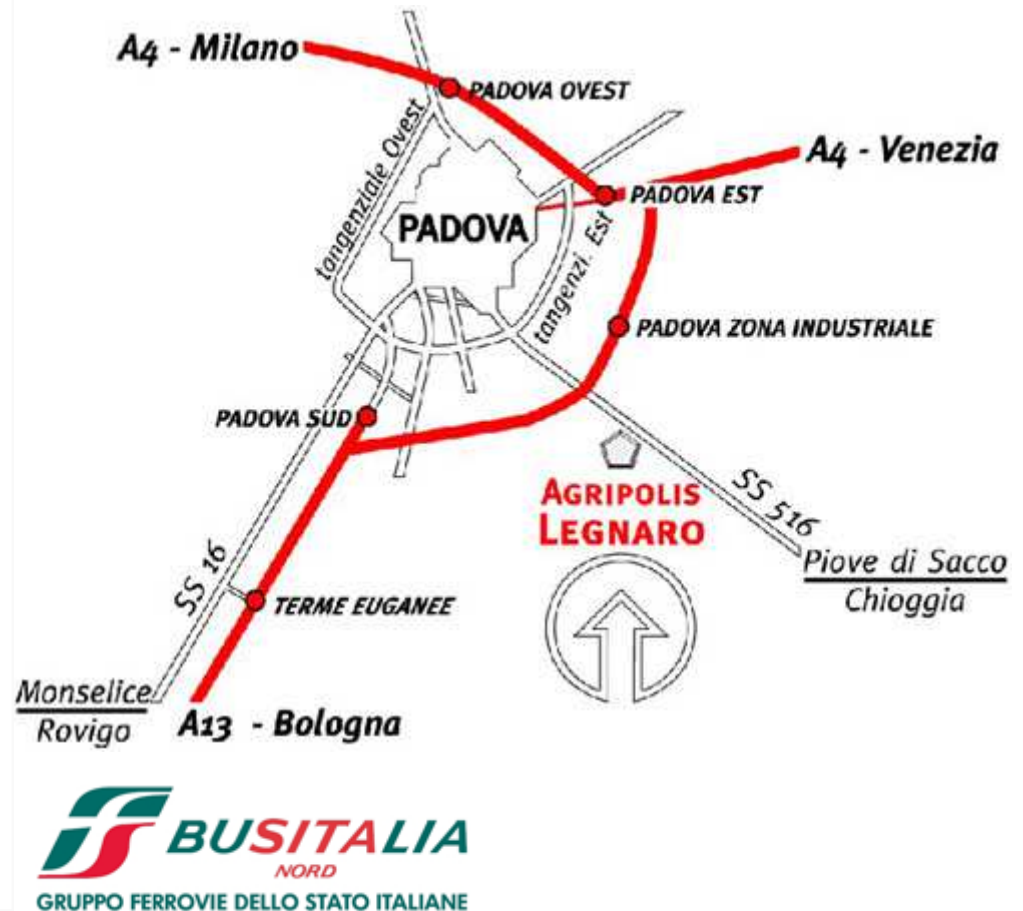 A4 - Milano
PADOVA OVEST
tangenziale Ovest
A4 - Venezia
PADOVA EST
PADOVA
tangenzi. Est
PADOVA ZONA INDUSTRIALE
PADOVA SUD
AGRIPOLIS
LEGNARO
SS 516
SS 16
Piove di Sacco
Chioggia
TERME EUGANEE
Monselice
Rovigo
A13 - Bologna
BUSITALIA
NORD
GRUPPO FERROVIE DELLO STATO ITALIANE